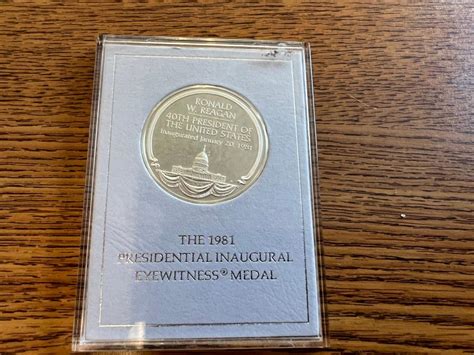 RONALD
W. REAGAN
40TH PRESIDENT OF
THE UNITED STATES
Inaugurated January 20, 1981
THE 1981
PRESIDENTIAL INAUGURAL
EYEWITNESS® MEDAL